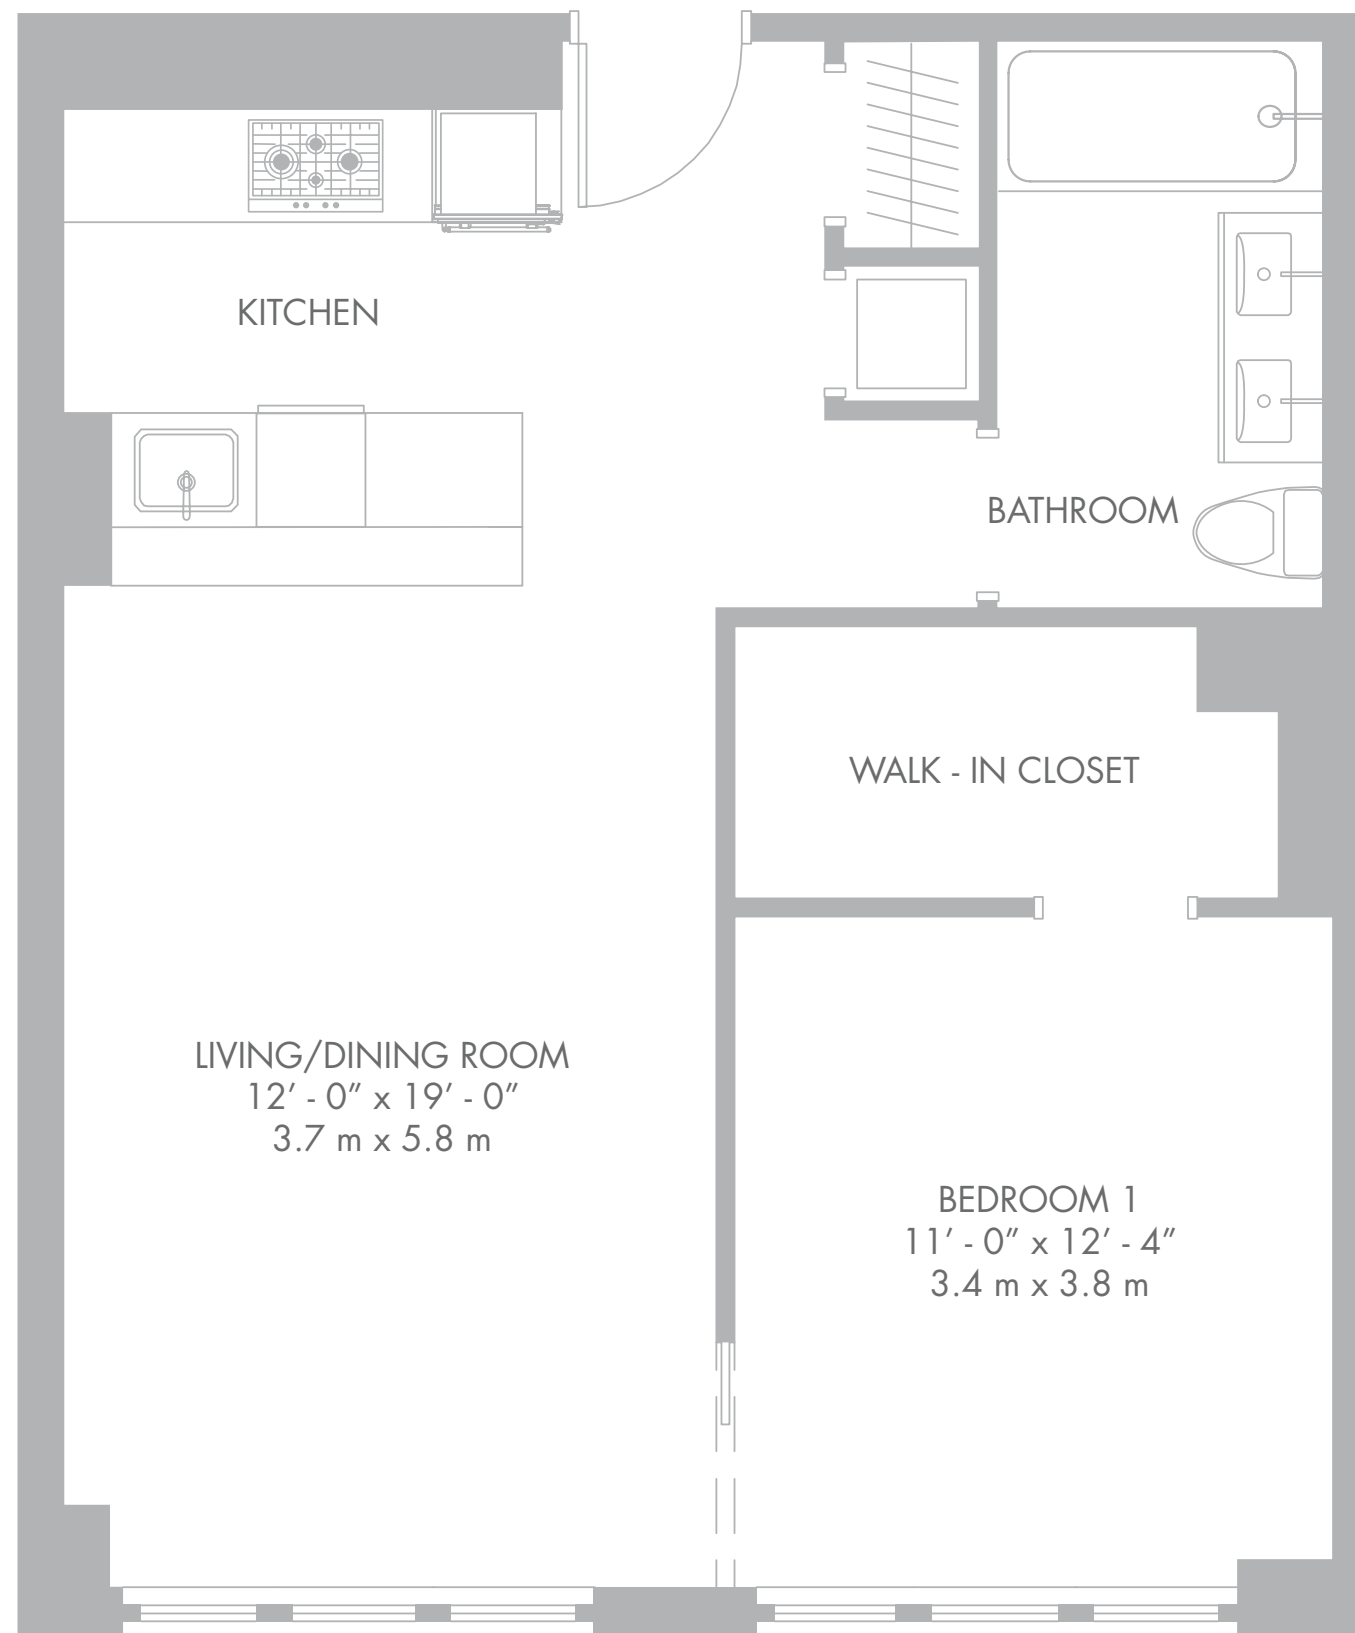 KITCHEN
BATHROOM
WALK - IN CLOSET
LIVING/DINING ROOM
12’ - 0” x 19’ - 0”
3.7 m x 5.8 m
BEDROOM 1
11’ - 0” x 12’ - 4”
3.4 m x 3.8 m